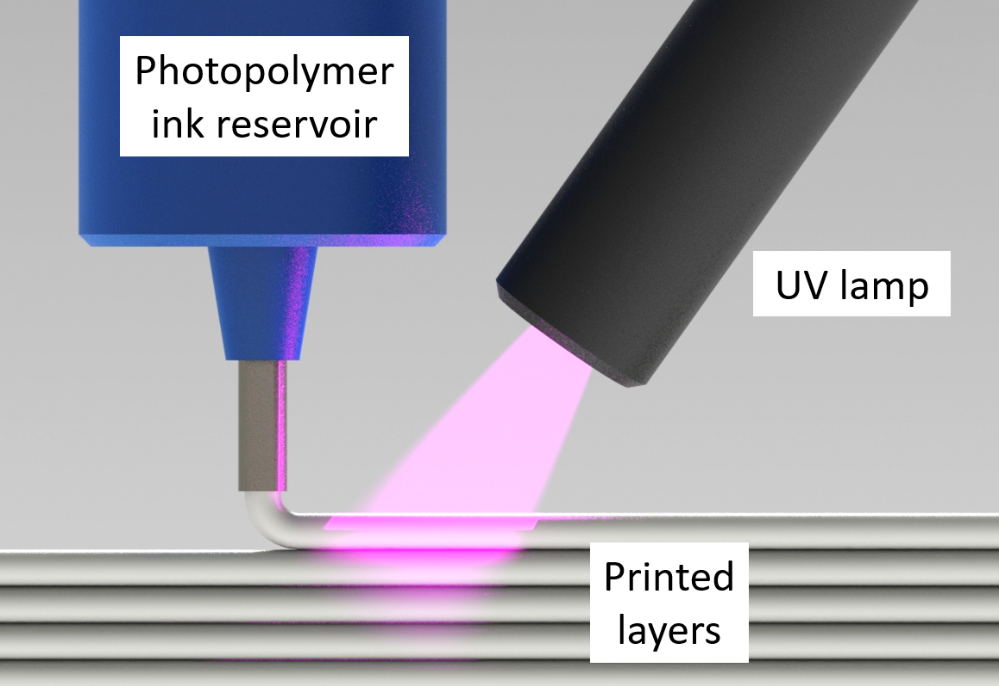 Photopolymer
ink reservoir
UV lamp
Printed
layers